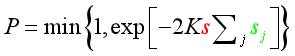 P = min{1, exp[−2Ks∑_j s_j]}